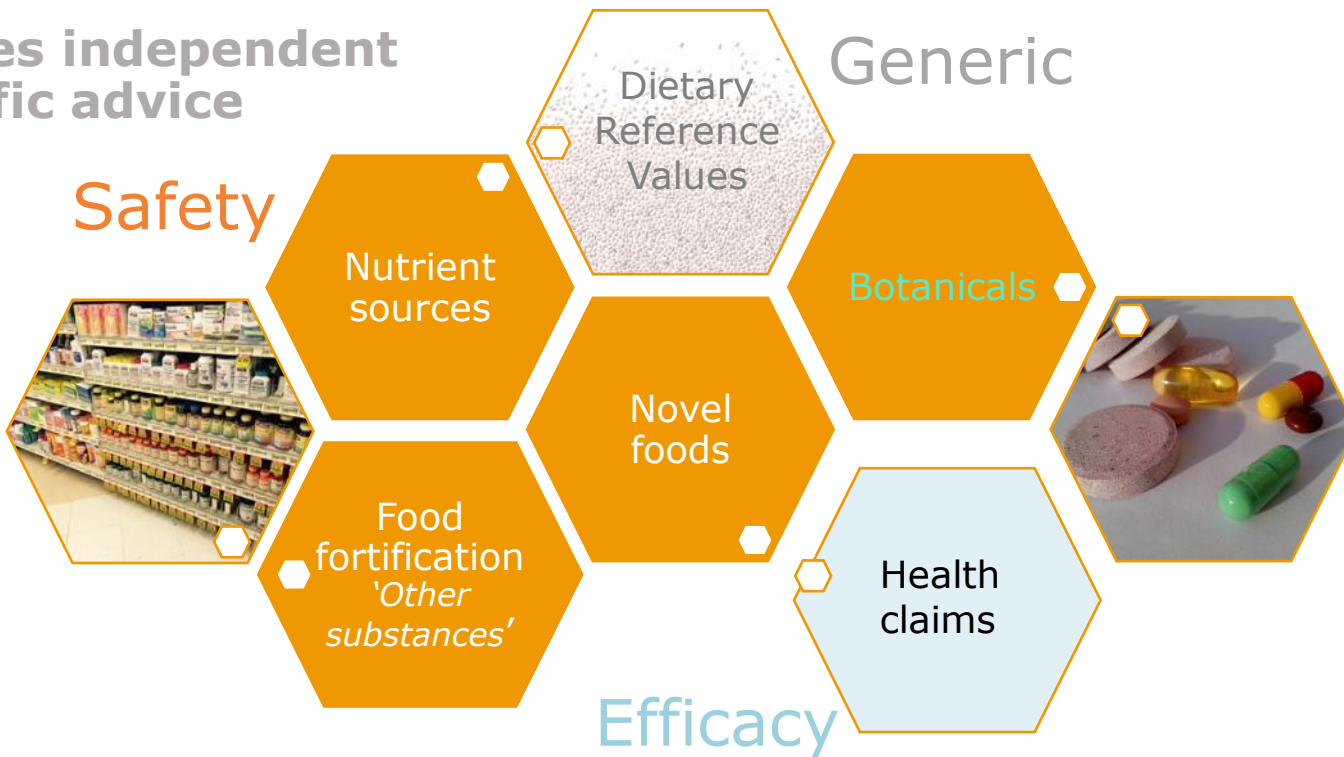 es independent
fic advice
Generic
Dietary
Reference
Values
Safety
Nutrient
sources
Botanicals
Novel
foods
Food
fortification
‘Other
substances’
Health
claims
Efficacy